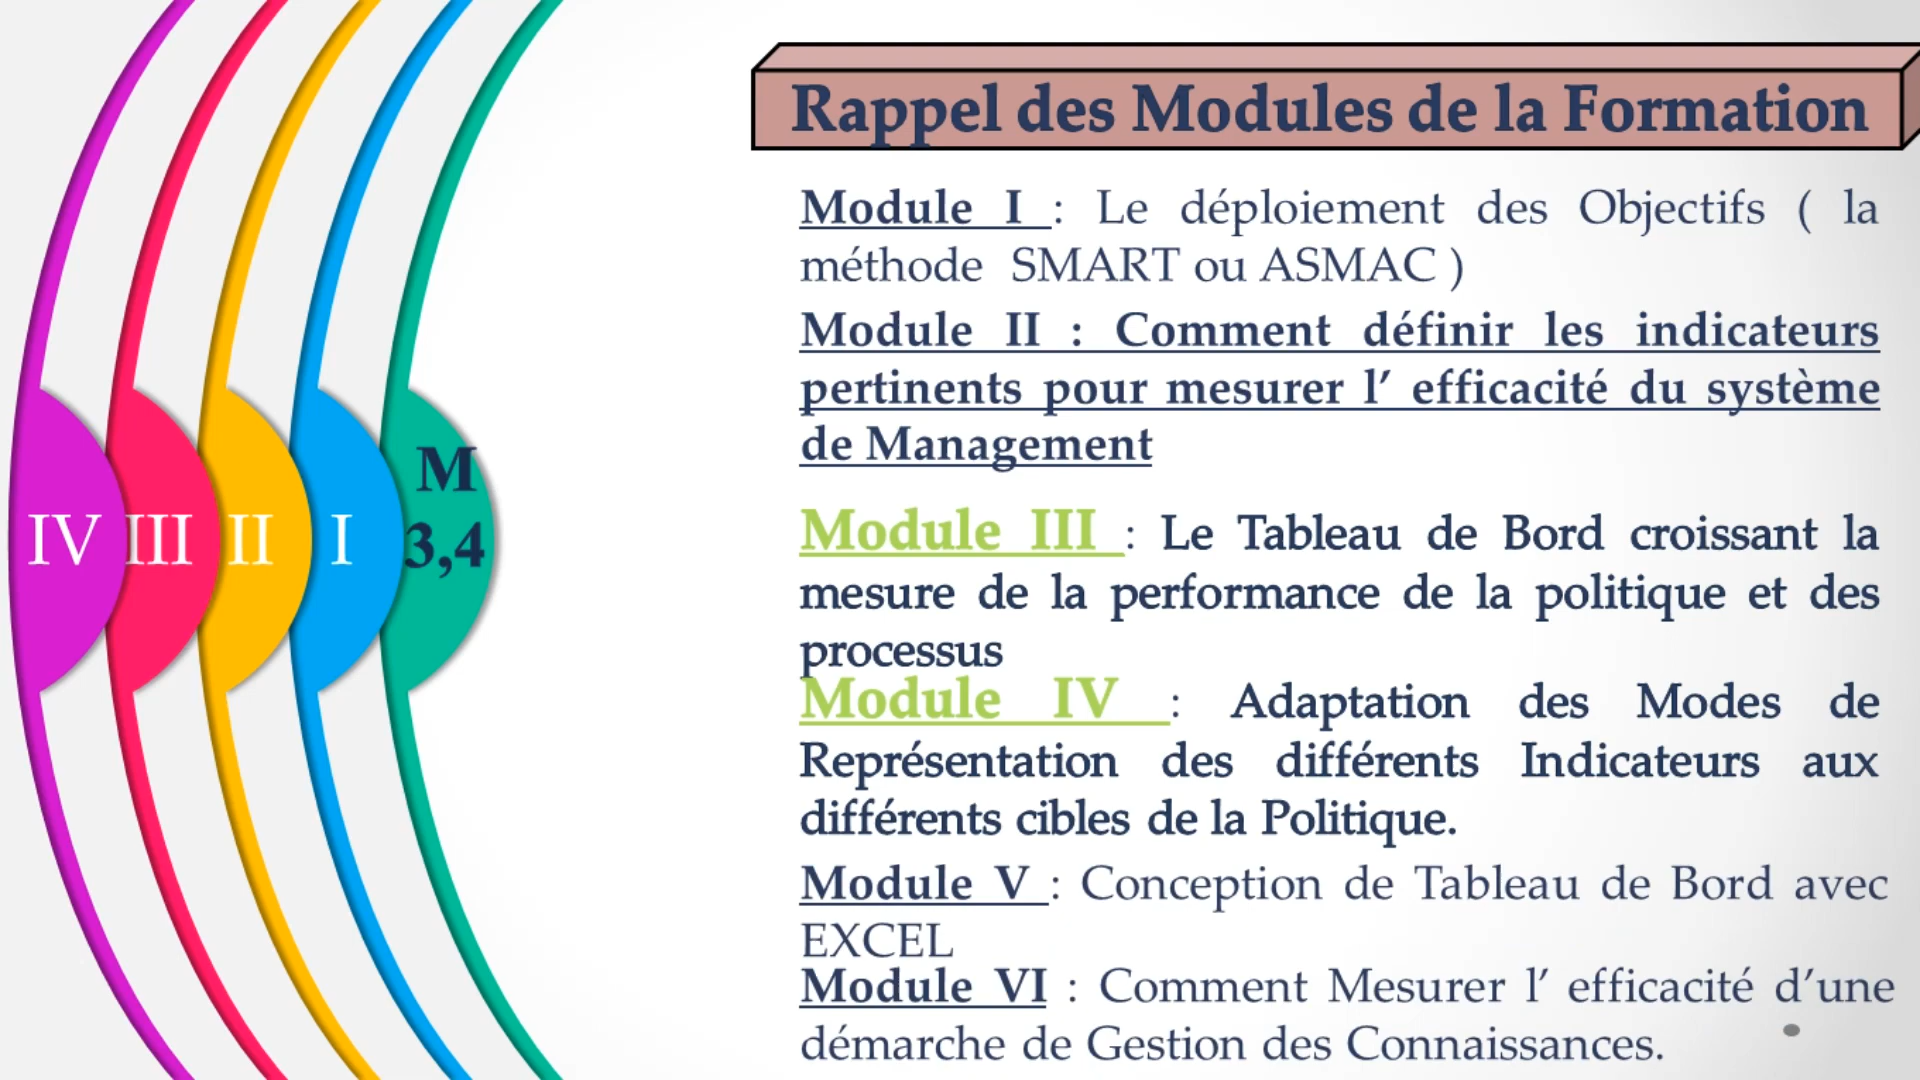 Rappel des Modules de la Formation
Module I : Le déploiement des Objectifs ( la
méthode SMART ou ASMAC )
Module II : Comment définir les indicateurs
pertinents pour mesurer l’ efficacité du système
de Management
Module III : Le Tableau de Bord croissant la
mesure de la performance de la politique et des
processus
Module IV : Adaptation des Modes de
Représentation des différents Indicateurs aux
différents cibles de la Politique.
Module V : Conception de Tableau de Bord avec
EXCEL
Module VI : Comment Mesurer l’ efficacité d’une
démarche de Gestion des Connaissances.
IV III II I
M
3,4